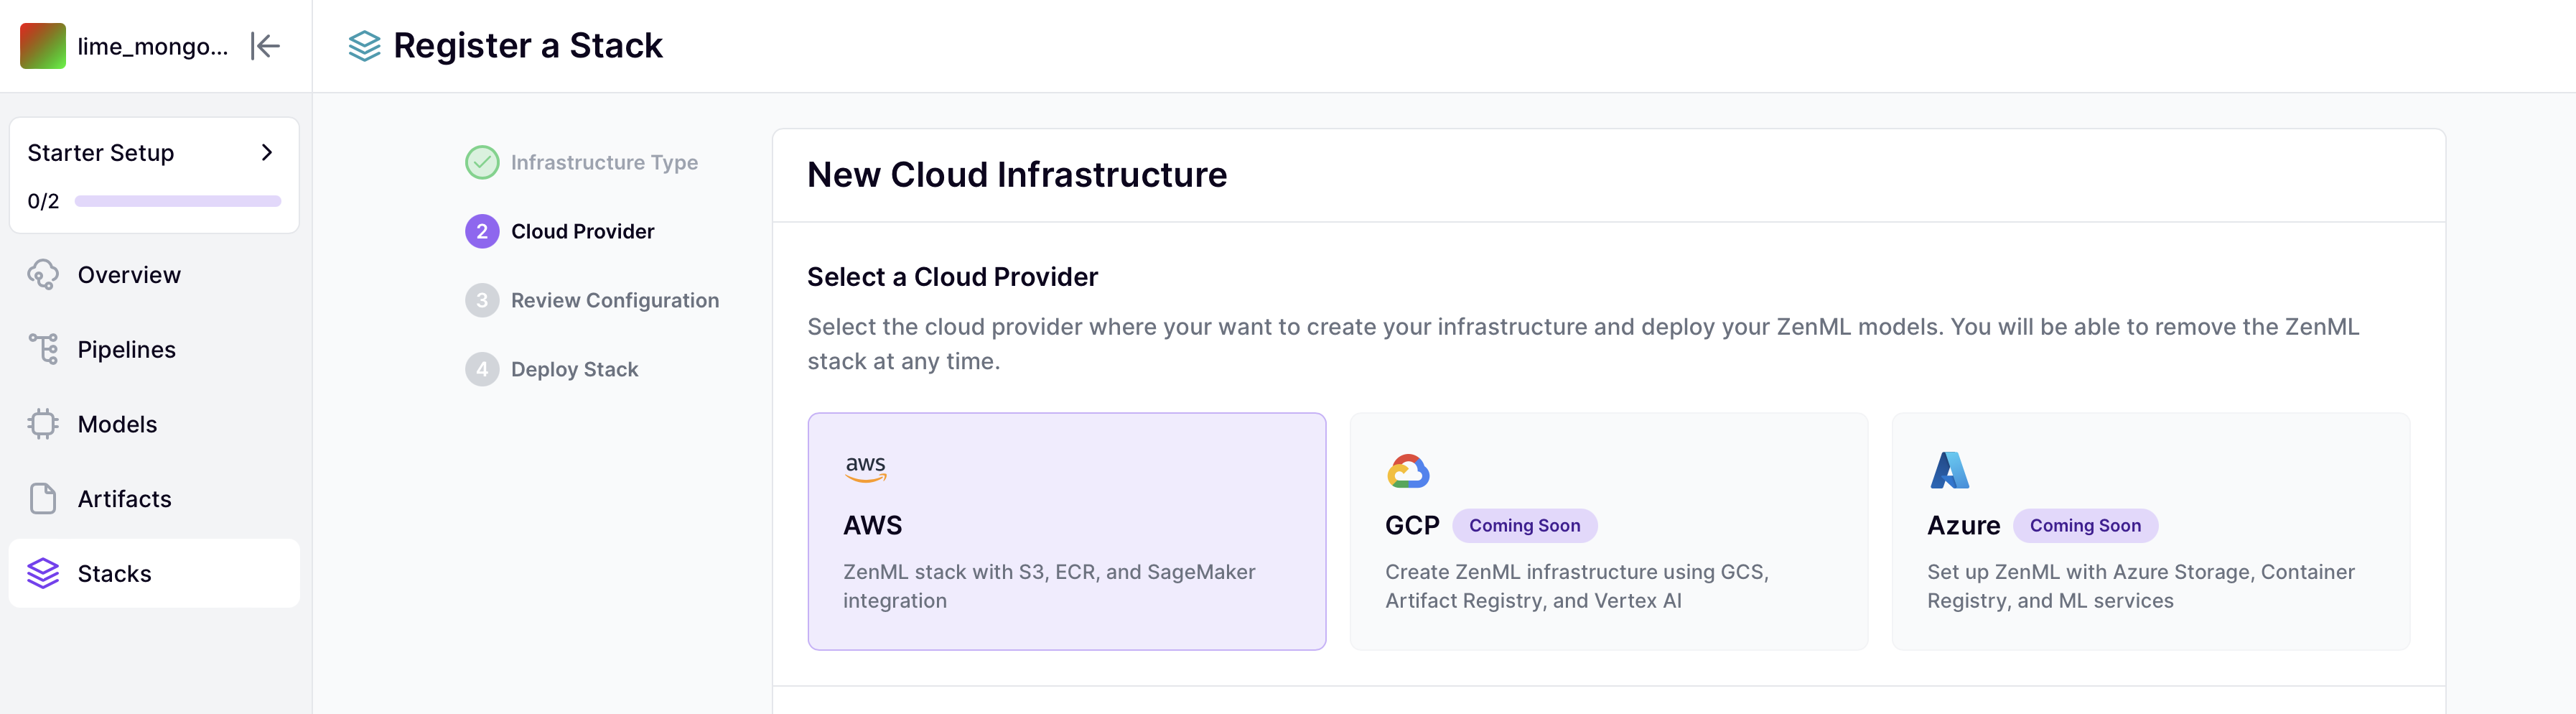 lime_mongo...
Register a Stack
Starter Setup
0/2
Overview
Pipelines
Models
Artifacts
Stacks
Infrastructure Type
2 Cloud Provider
3 Review Configuration
4 Deploy Stack
New Cloud Infrastructure
Select a Cloud Provider
Select the cloud provider where your want to create your infrastructure and deploy your ZenML models. You will be able to remove the ZenML
stack at any time.
aws
AWS
ZenML stack with S3, ECR, and SageMaker
integration
GCP Coming Soon
Create ZenML infrastructure using GCS,
Artifact Registry, and Vertex AI
Azure Coming Soon
Set up ZenML with Azure Storage, Container
Registry, and ML services